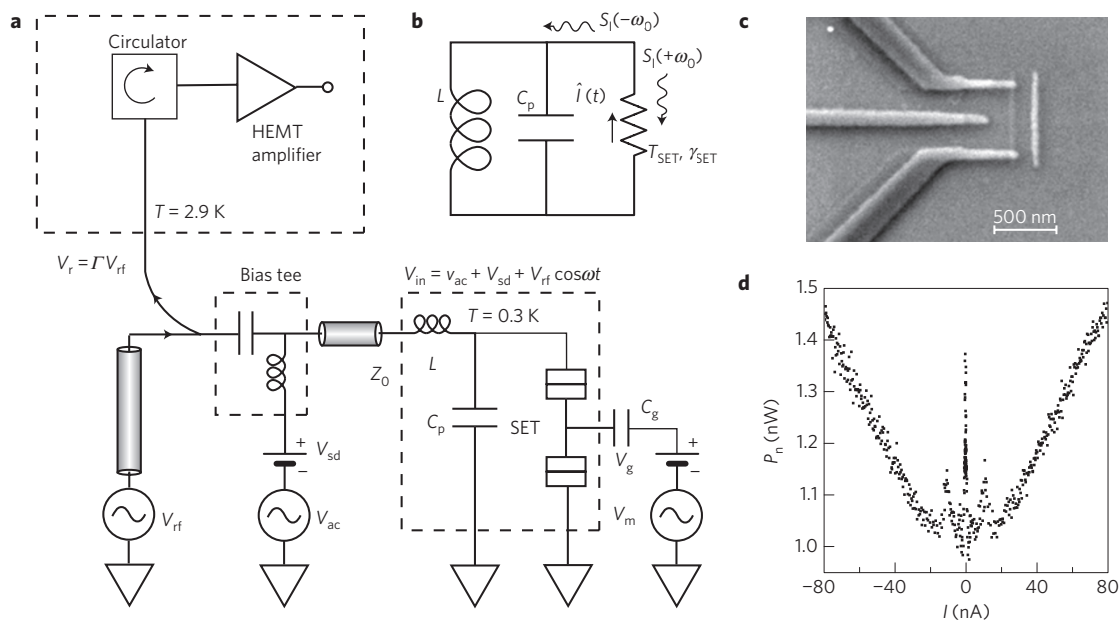 a
Circulator
HEMT
amplifier
T = 2.9 K
V_r = ΓV_rf
Bias tee
V_in = v_ac + V_sd + V_rf cosωt
T = 0.3 K
L
Z_0
C_p
SET
C_g
V_g
+
−
V_sd
+
−
V_rf
V_ac
V_m
b
S_I(−ω_0)
S_I(+ω_0)
L
C_p
Î(t)
T_SET, γ_SET
c
500 nm
d
1.5
1.4
1.3
1.2
1.1
1.0
P_n (nW)
−80
−40
0
40
80
I (nA)